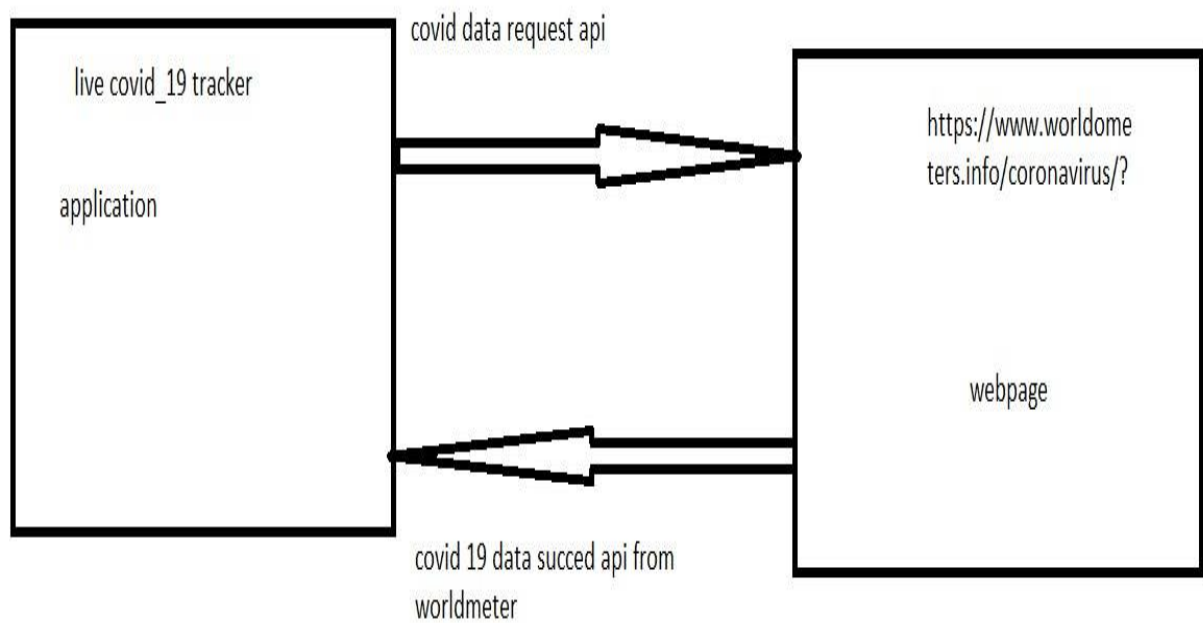 covid data request api
live covid_19 tracker
application
https://www.worldome
ters.info/coronavirus/?
webpage
covid 19 data succed api from
worldmeter